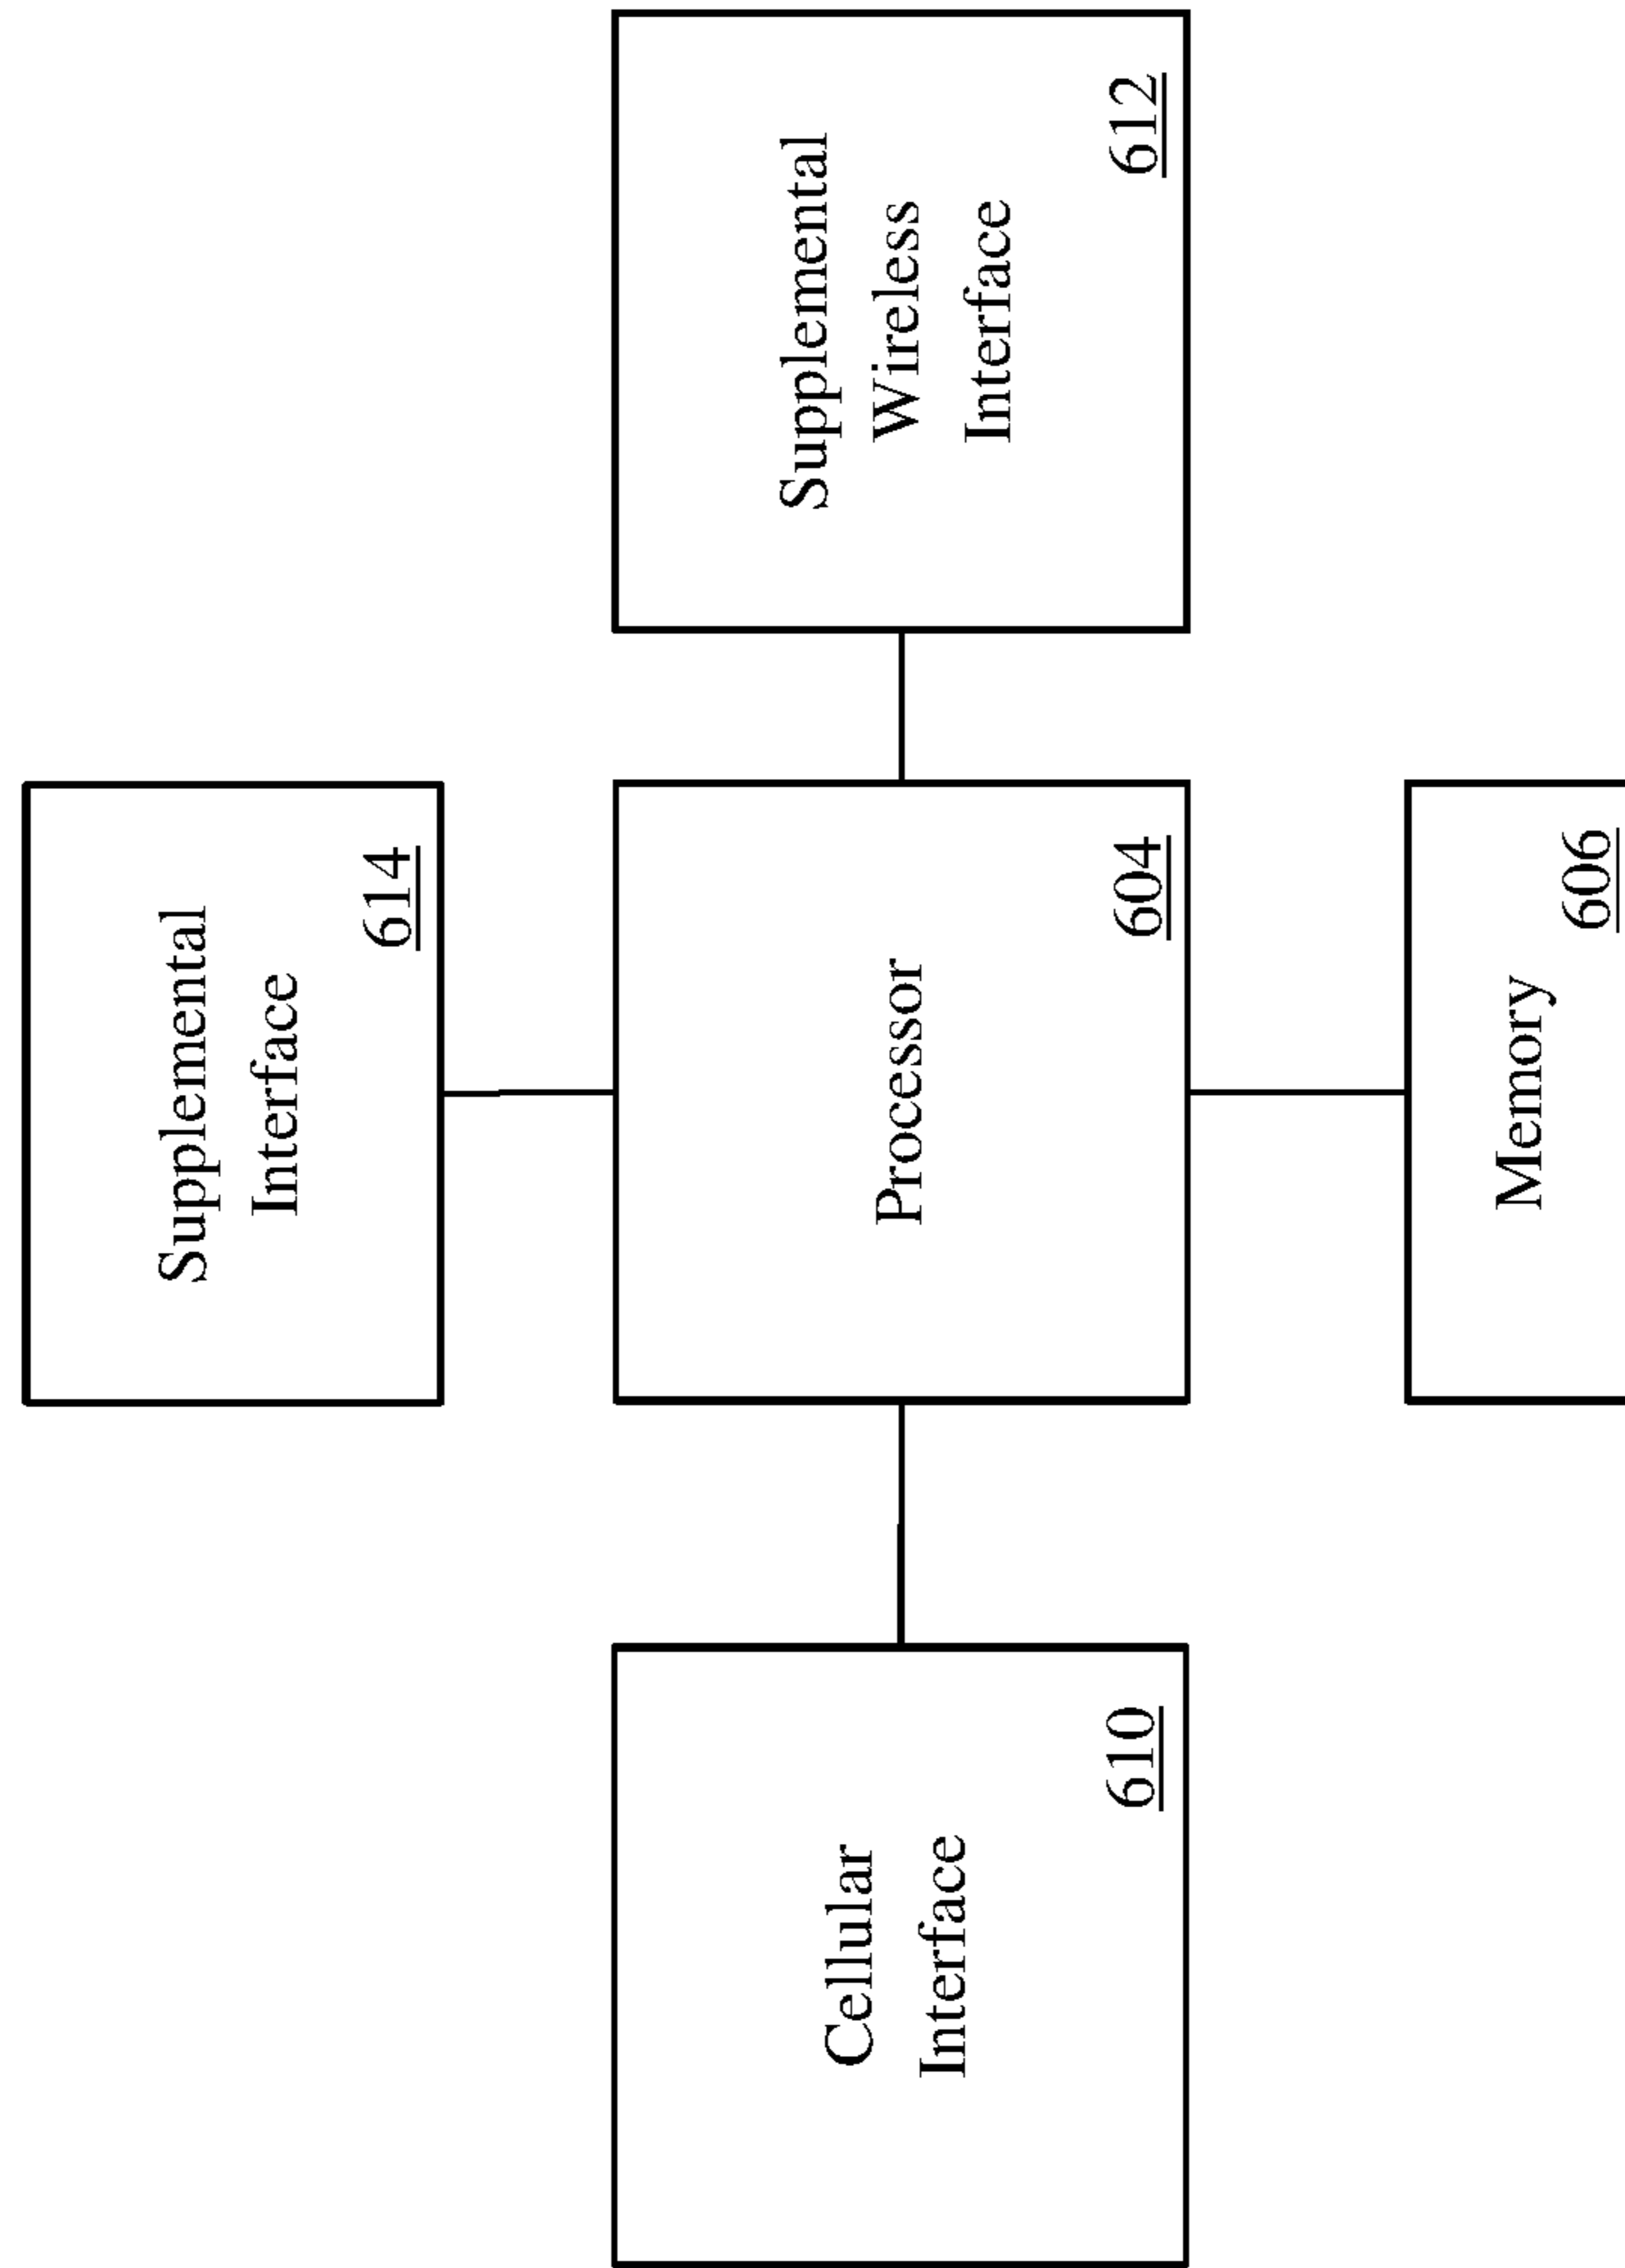 Supplemental
Interface
614
Cellular
Interface
610
Processor
604
Supplemental
Wireless
Interface
612
Memory
606